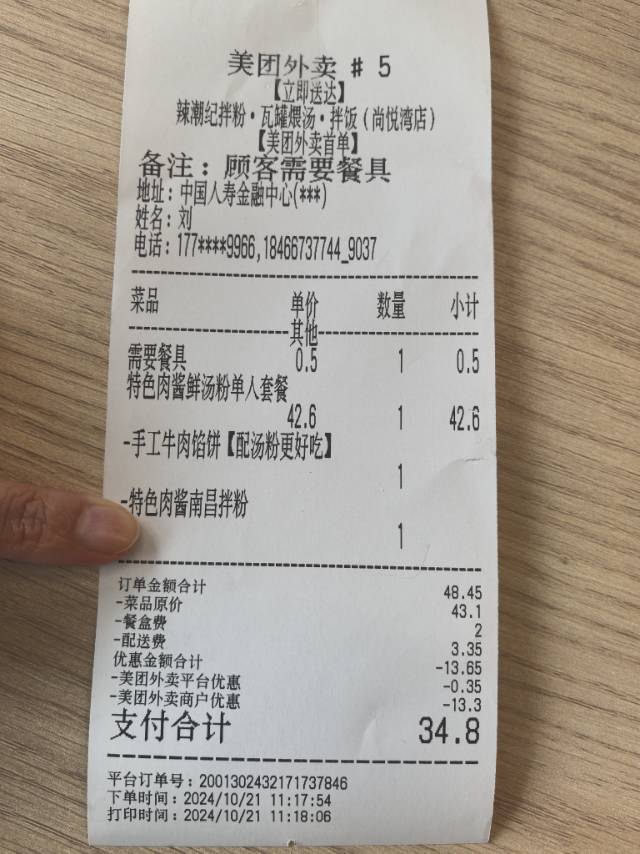 美团外卖 # 5
【立即送达】
辣潮纪拌粉·瓦罐煨汤·拌饭(尚悦湾店)
【美团外卖首单】
备注：顾客需要餐具
地址：中国人寿金融中心(***)
姓名：刘
电话：177****9966,18466737744_9037
菜品 单价 数量 小计
其他
需要餐具 0.5 1 0.5
特色肉酱鲜汤粉单人套餐
42.6 1 42.6
-手工牛肉馅饼【配汤粉更好吃】
1
-特色肉酱南昌拌粉
1
订单金额合计 48.45
-菜品原价 43.1
-餐盒费 2
-配送费 3.35
优惠金额合计 -13.65
-美团外卖平台优惠 -0.35
-美团外卖商户优惠 -13.3
支付合计 34.8
平台订单号：2001302432171737846
下单时间：2024/10/21 11:17:54
打印时间：2024/10/21 11:18:06